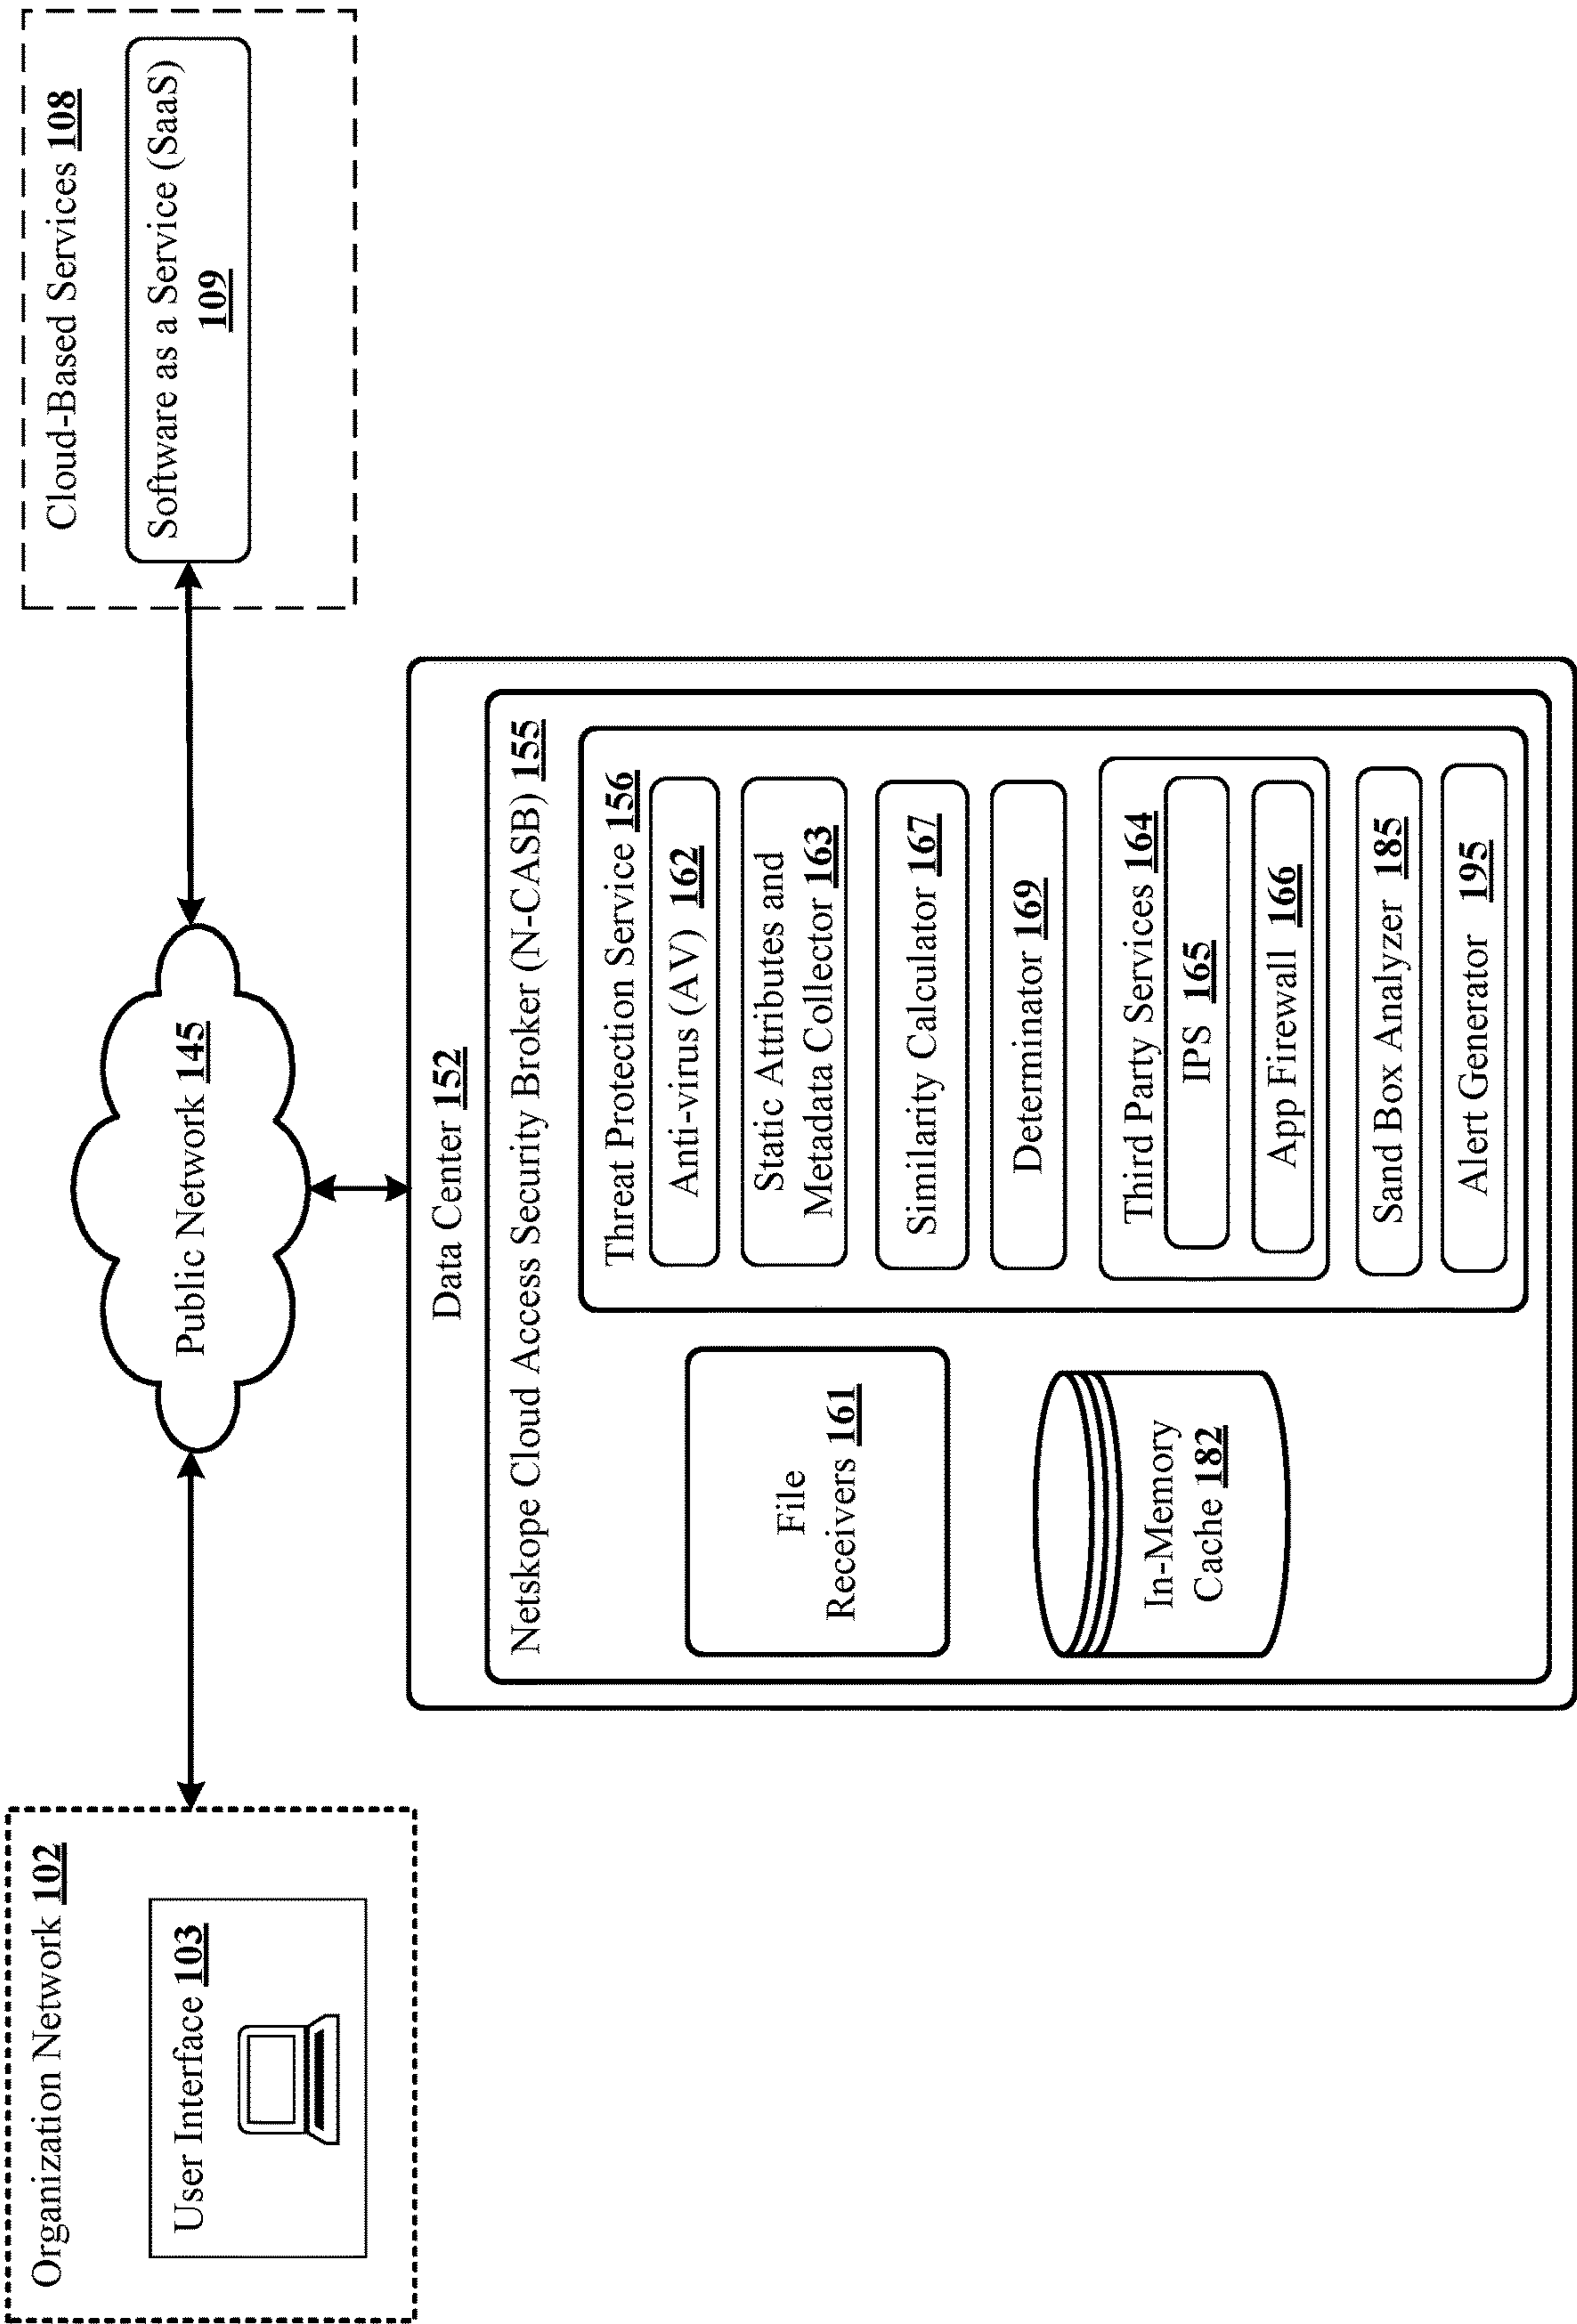 Organization Network 102
User Interface 103
Public Network 145
Cloud-Based Services 108
Software as a Service (SaaS)
109
Data Center 152
Netskope Cloud Access Security Broker (N-CASB) 155
File
Receivers 161
In-Memory
Cache 182
Threat Protection Service 156
Anti-virus (AV) 162
Static Attributes and
Metadata Collector 163
Similarity Calculator 167
Determinator 169
Third Party Services 164
IPS 165
App Firewall 166
Sand Box Analyzer 185
Alert Generator 195